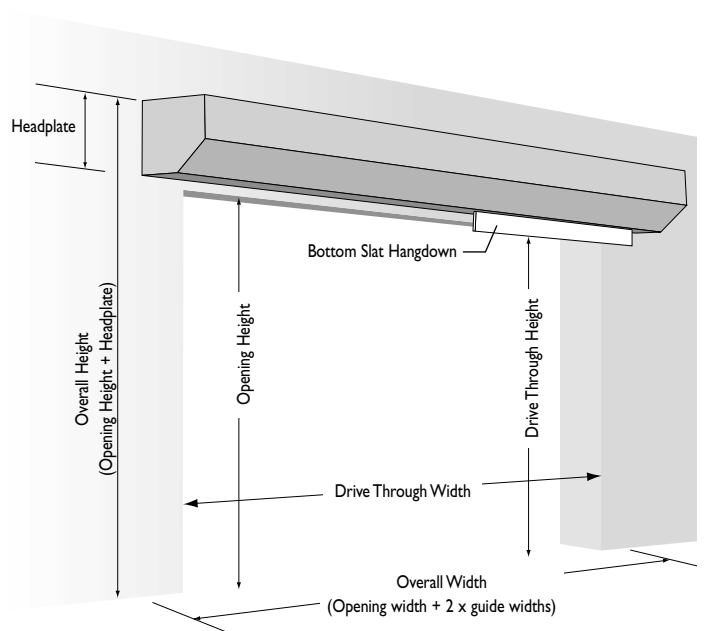 Headplate
Bottom Slat Hangdown
Overall Height
(Opening Height + Headplate)
Opening Height
Drive Through Height
Drive Through Width
Overall Width
(Opening width + 2 x guide widths)